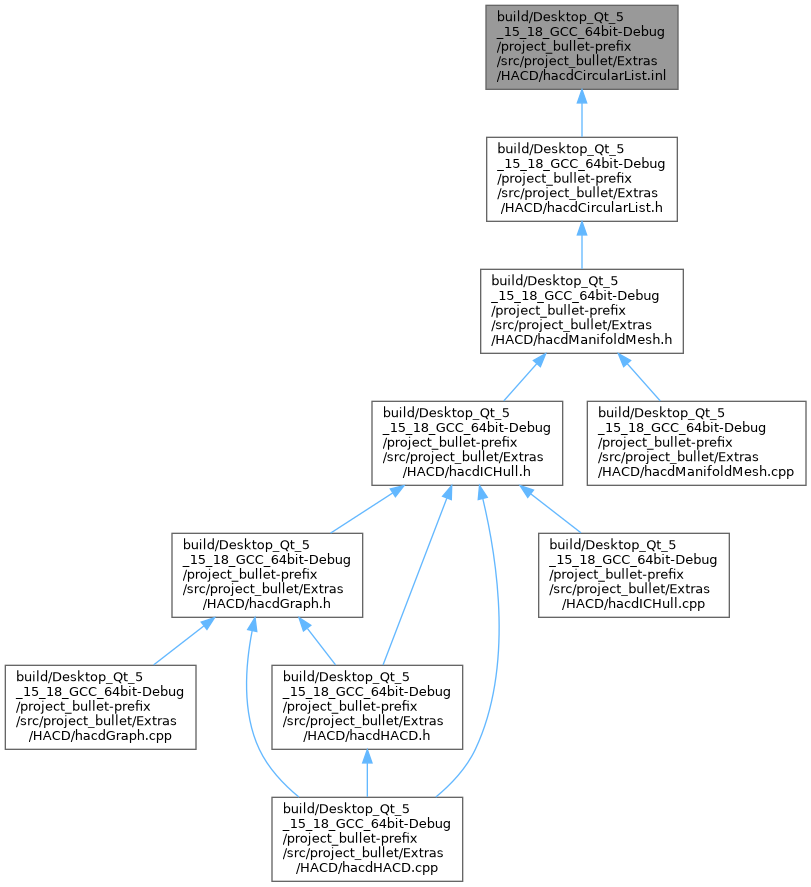 build/Desktop_Qt_5
_15_18_GCC_64bit-Debug
/project_bullet-prefix
/src/project_bullet/Extras
/HACD/hacdCircularList.inl
build/Desktop_Qt_5
_15_18_GCC_64bit-Debug
/project_bullet-prefix
/src/project_bullet/Extras
/HACD/hacdCircularList.h
build/Desktop_Qt_5
_15_18_GCC_64bit-Debug
/project_bullet-prefix
/src/project_bullet/Extras
/HACD/hacdManifoldMesh.h
build/Desktop_Qt_5
_15_18_GCC_64bit-Debug
/project_bullet-prefix
/src/project_bullet/Extras
/HACD/hacdICHull.h
build/Desktop_Qt_5
_15_18_GCC_64bit-Debug
/project_bullet-prefix
/src/project_bullet/Extras
/HACD/hacdManifoldMesh.cpp
build/Desktop_Qt_5
_15_18_GCC_64bit-Debug
/project_bullet-prefix
/src/project_bullet/Extras
/HACD/hacdGraph.h
build/Desktop_Qt_5
_15_18_GCC_64bit-Debug
/project_bullet-prefix
/src/project_bullet/Extras
/HACD/hacdICHull.cpp
build/Desktop_Qt_5
_15_18_GCC_64bit-Debug
/project_bullet-prefix
/src/project_bullet/Extras
/HACD/hacdGraph.cpp
build/Desktop_Qt_5
_15_18_GCC_64bit-Debug
/project_bullet-prefix
/src/project_bullet/Extras
/HACD/hacdHACD.h
build/Desktop_Qt_5
_15_18_GCC_64bit-Debug
/project_bullet-prefix
/src/project_bullet/Extras
/HACD/hacdHACD.cpp